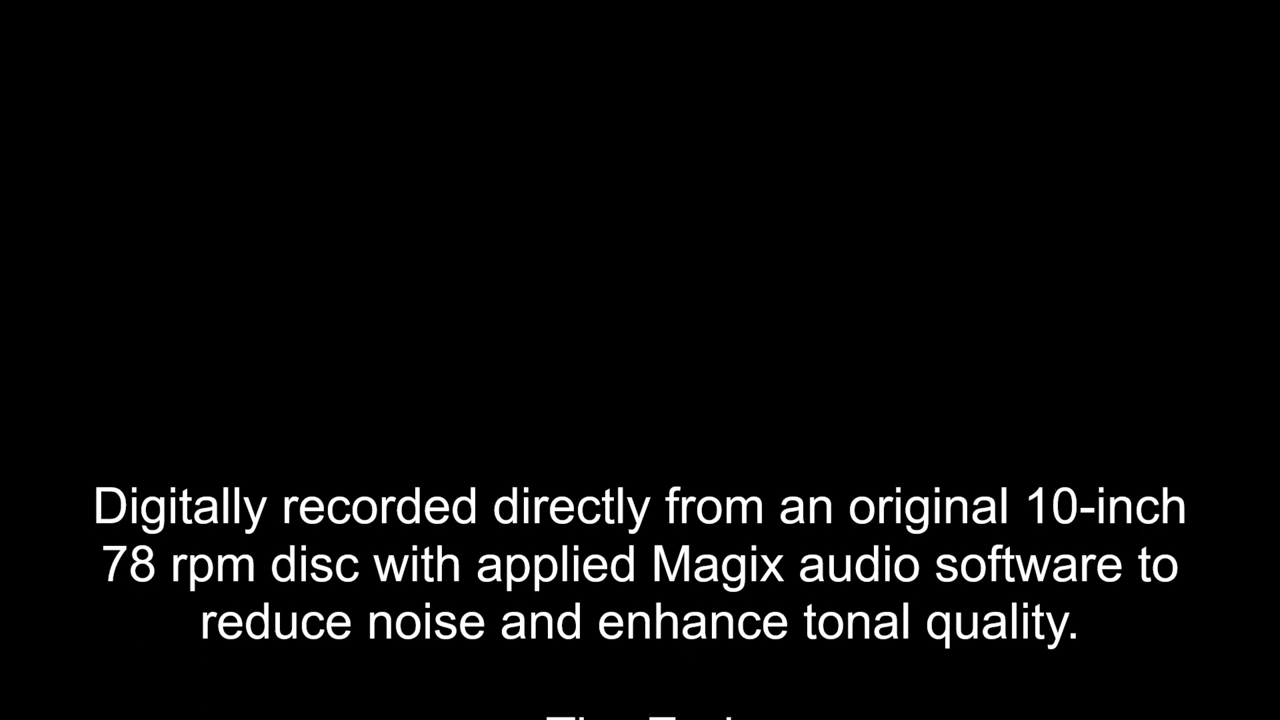 Digitally recorded directly from an original 10-inch
78 rpm disc with applied Magix audio software to
reduce noise and enhance tonal quality.